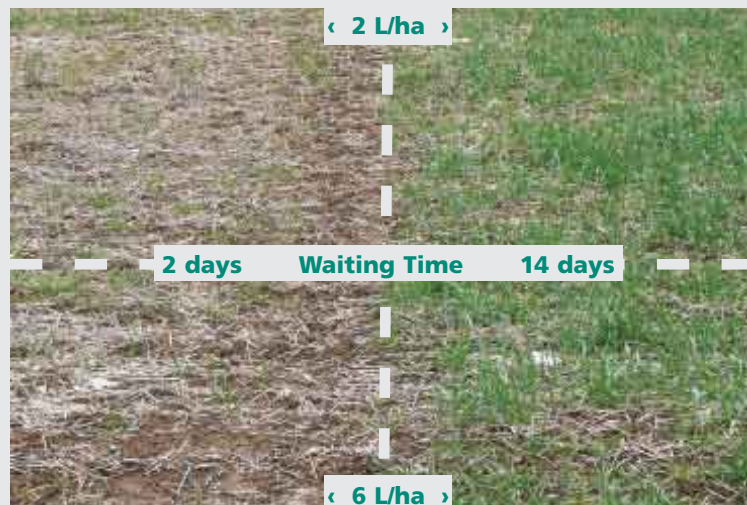 ‹ 2 L/ha ›
2 days Waiting Time 14 days
‹ 6 L/ha ›